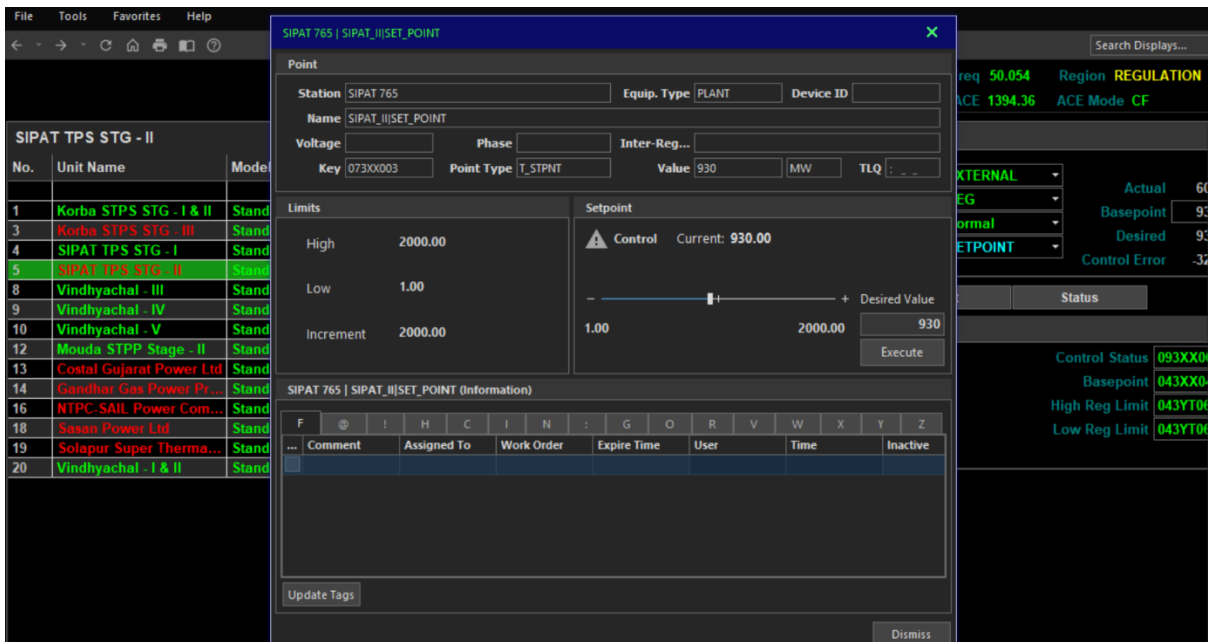 File Tools Favorites Help
Search Displays...
SIPAT 765 | SIPAT_II|SET_POINT
Point
Station SIPAT 765 Equip. Type PLANT Device ID
Name SIPAT_II|SET_POINT
Voltage Phase Inter-Reg...
Key 073XX003 Point Type T_STPNT Value 930 MW TLQ : _ _
Limits
High 2000.00
Low 1.00
Increment 2000.00
Setpoint
Control Current: 930.00
− + Desired Value
1.00 2000.00 930
Execute
SIPAT 765 | SIPAT_II|SET_POINT (Information)
F @ ! H C I N : G O R V W X Y Z
... Comment Assigned To Work Order Expire Time User Time Inactive
Update Tags
Dismiss
SIPAT TPS STG - II
No. Unit Name Model
1 Korba STPS STG - I & II Stand
3 Korba STPS STG - III Stand
4 SIPAT TPS STG - I Stand
5 SIPAT TPS STG - II Stand
8 Vindhyachal - III Stand
9 Vindhyachal - IV Stand
10 Vindhyachal - V Stand
12 Mouda STPP Stage - II Stand
13 Costal Gujarat Power Ltd Stand
14 Gandhar Gas Power Pr... Stand
16 NTPC-SAIL Power Com... Stand
18 Sasan Power Ltd Stand
19 Solapur Super Therma... Stand
20 Vindhyachal - I & II Stand
req 50.054 Region REGULATION
ACE 1394.36 ACE Mode CF
XTERNAL
EG
ormal
ETPOINT
Actual 60
Basepoint 93
Desired 93
Control Error -32
Status
Control Status 093XX00
Basepoint 043XX04
High Reg Limit 043YT06
Low Reg Limit 043YT06